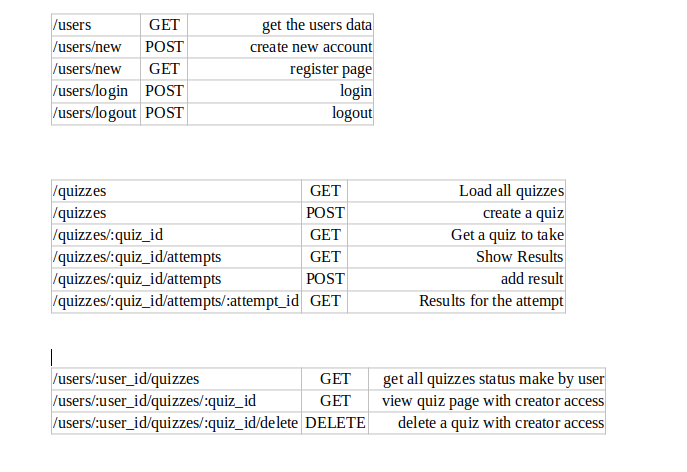 /users GET get the users data
/users/new POST create new account
/users/new GET register page
/users/login POST login
/users/logout POST logout
/quizzes GET Load all quizzes
/quizzes POST create a quiz
/quizzes/:quiz_id GET Get a quiz to take
/quizzes/:quiz_id/attempts GET Show Results
/quizzes/:quiz_id/attempts POST add result
/quizzes/:quiz_id/attempts/:attempt_id GET Results for the attempt
/users/:user_id/quizzes GET get all quizzes status make by user
/users/:user_id/quizzes/:quiz_id GET view quiz page with creator access
/users/:user_id/quizzes/:quiz_id/delete DELETE delete a quiz with creator access